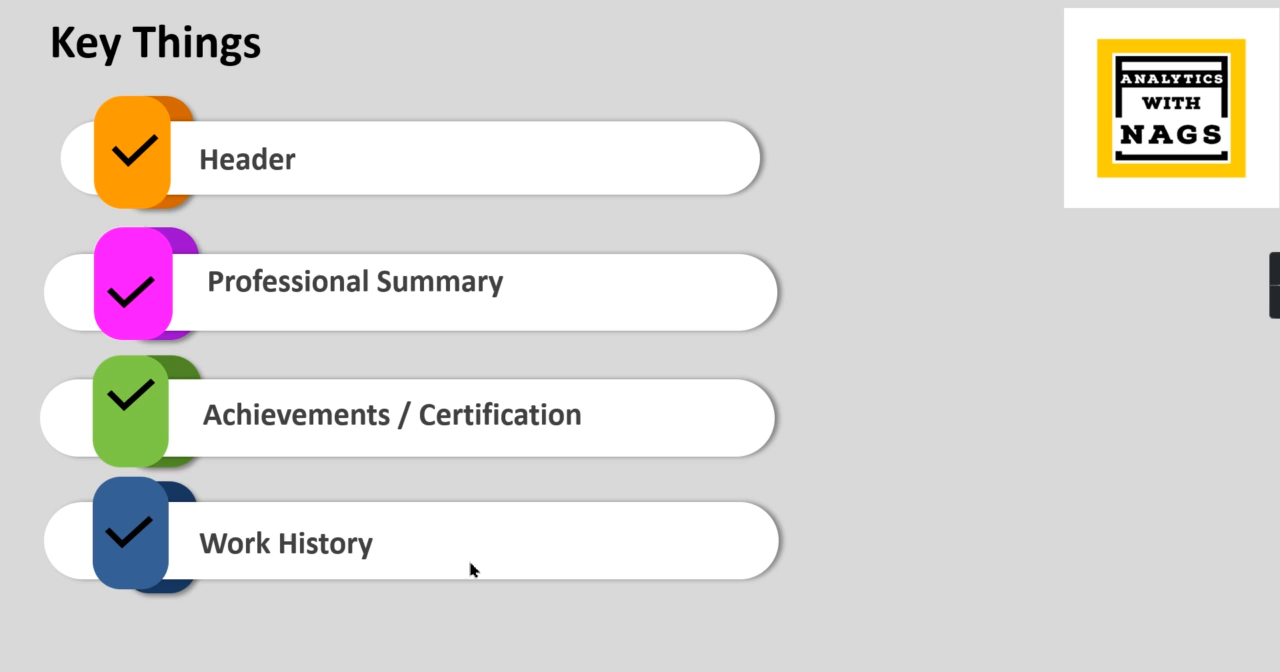 Key Things
ANALYTICS
WITH
NAGS
Header
Professional Summary
Achievements / Certification
Work History